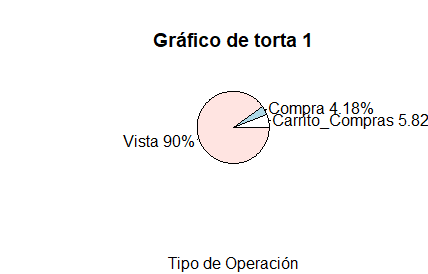 Gráfico de torta 1
Compra 4.18%
Carrito_Compras 5.82
Vista 90%
Tipo de Operación